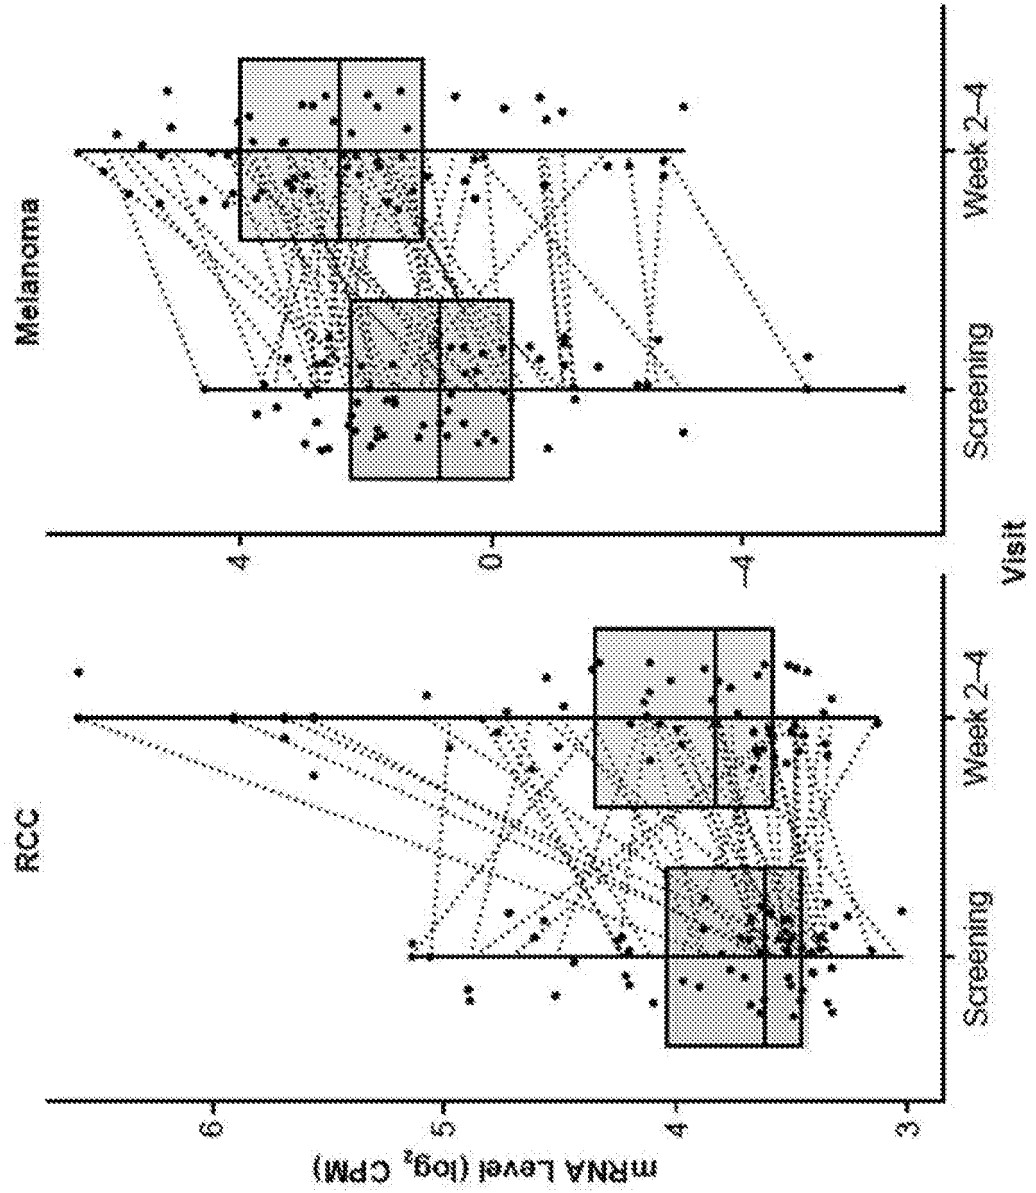 RCC
Melanoma
mRNA Level (log₂ CPM)
6
5
4
3
4
0
–4
Screening
Week 2–4
Screening
Week 2–4
Visit